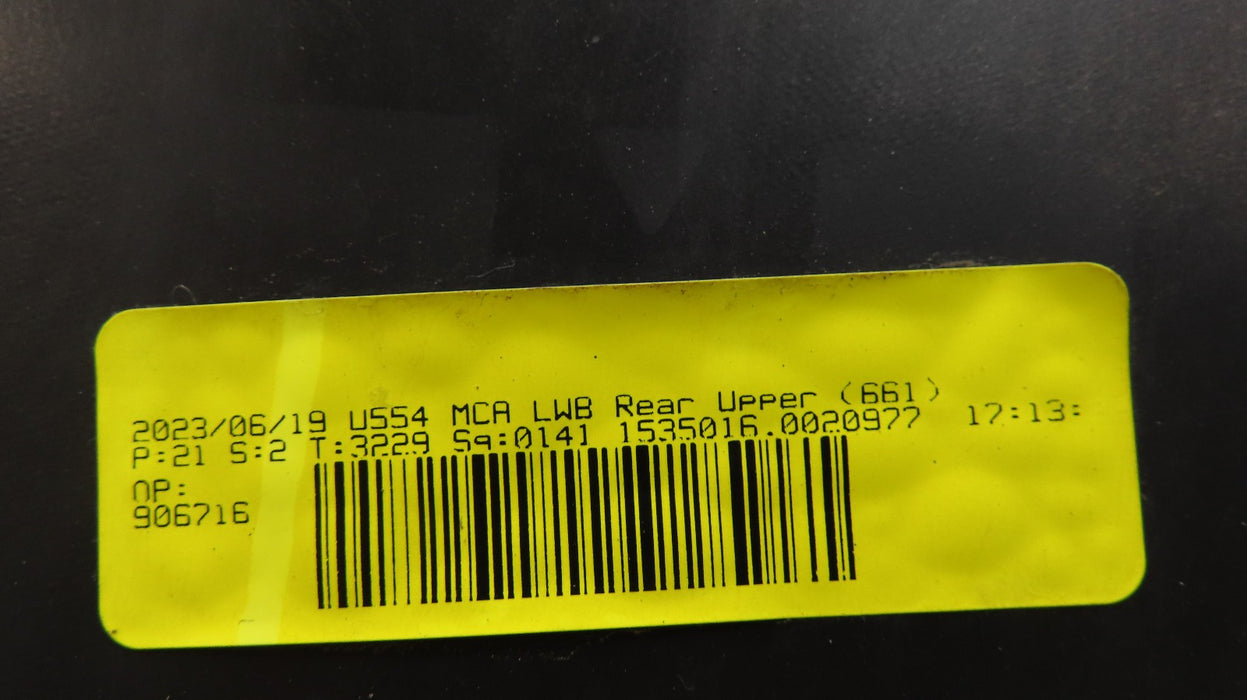 2023/06/19 U554 MCA LWB Rear Upper (661) 17:13:
P:21 S:2 T:3229 Sq:0141 1535016.0020977
OP:
906716